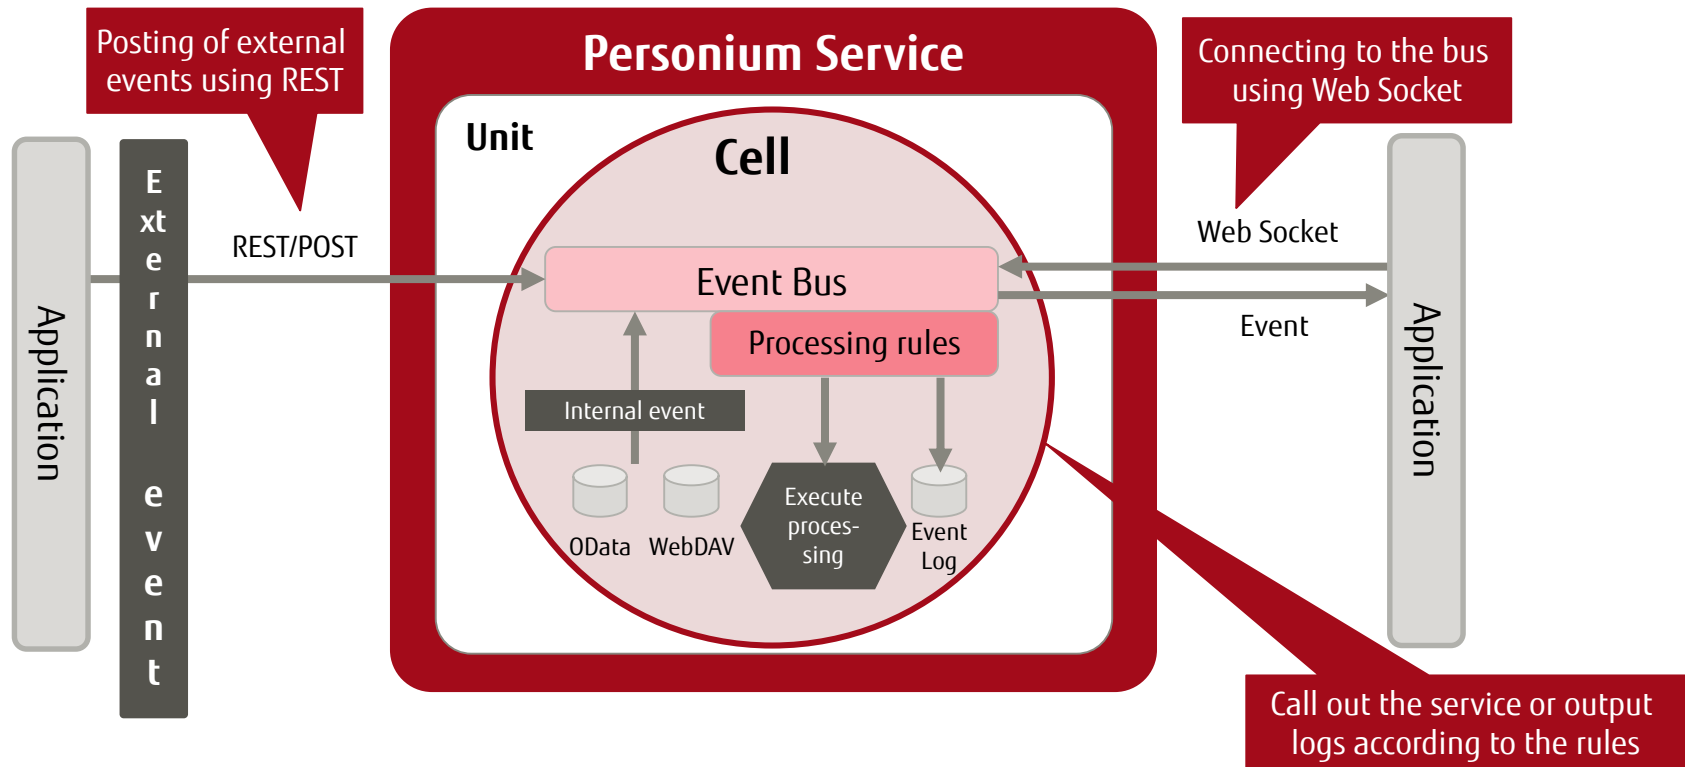 Posting of external
events using REST
Personium Service
Connecting to the bus
using Web Socket
Unit
Cell
Application
E
xt
e
r
n
a
l
e
v
e
n
t
REST/POST
Event Bus
Processing rules
Internal event
OData
WebDAV
Execute
proces-
sing
Event
Log
Web Socket
Event
Application
Call out the service or output
logs according to the rules